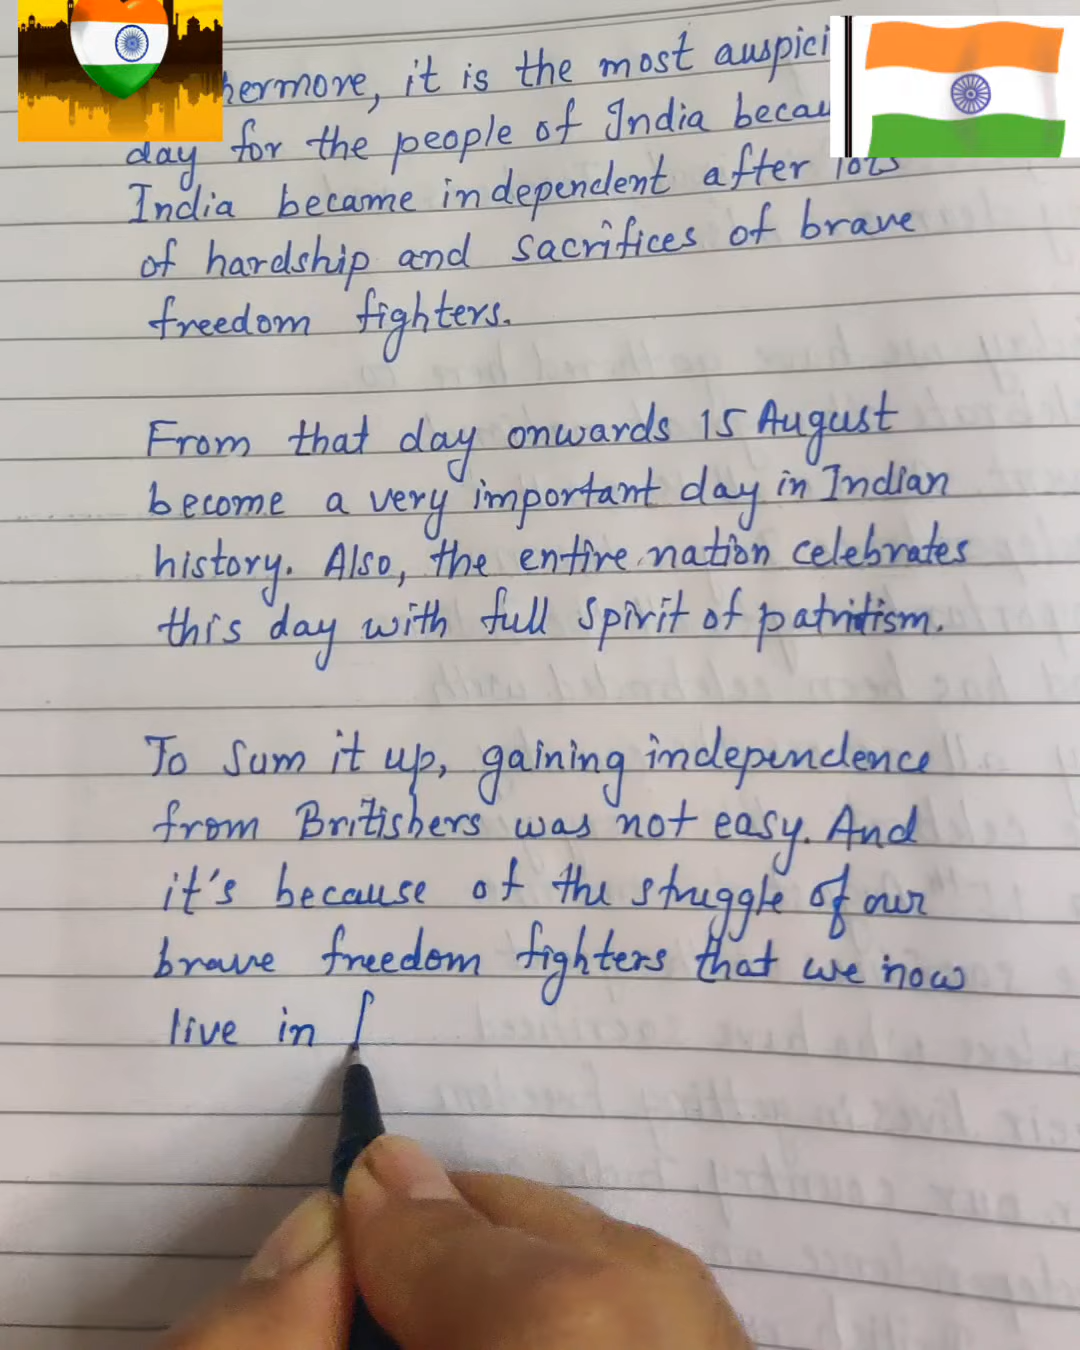 hermore, it is the most auspici
day for the people of India becau
India became independent after lots
of hardship and sacrifices of brave
freedom fighters.
From that day onwards 15 August
become a very important day in Indian
history. Also, the entire nation celebrates
this day with full spirit of patritism.
To Sum it up, gaining independence
from Britishers was not easy. And
it's because of the struggle of our
brave freedom fighters that we now
live in